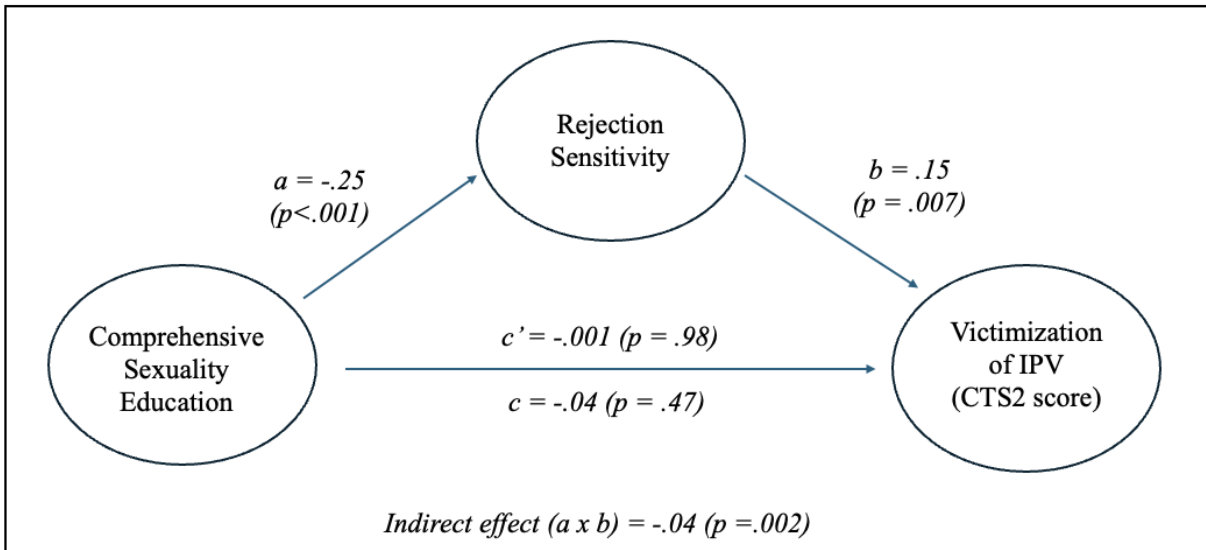 Rejection
Sensitivity
a = -.25
(p<.001)
b = .15
(p = .007)
Comprehensive
Sexuality
Education
c’ = -.001 (p = .98)
c = -.04 (p = .47)
Victimization
of IPV
(CTS2 score)
Indirect effect (a x b) = -.04 (p =.002)